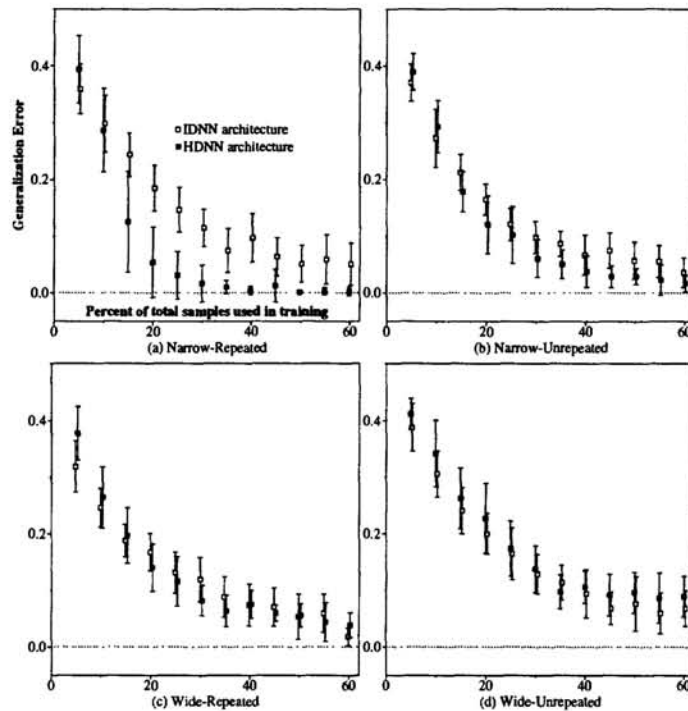 Generalization Error
0.4
0.2
0.0
□ IDNN architecture
■ HDNN architecture
Percent of total samples used in training
0 20 40 60
(a) Narrow-Repeated
0.4
0.2
0.0
0 20 40 60
(b) Narrow-Unrepeated
0.4
0.2
0.0
0 20 40 60
(c) Wide-Repeated
0.4
0.2
0.0
0 20 40 60
(d) Wide-Unrepeated